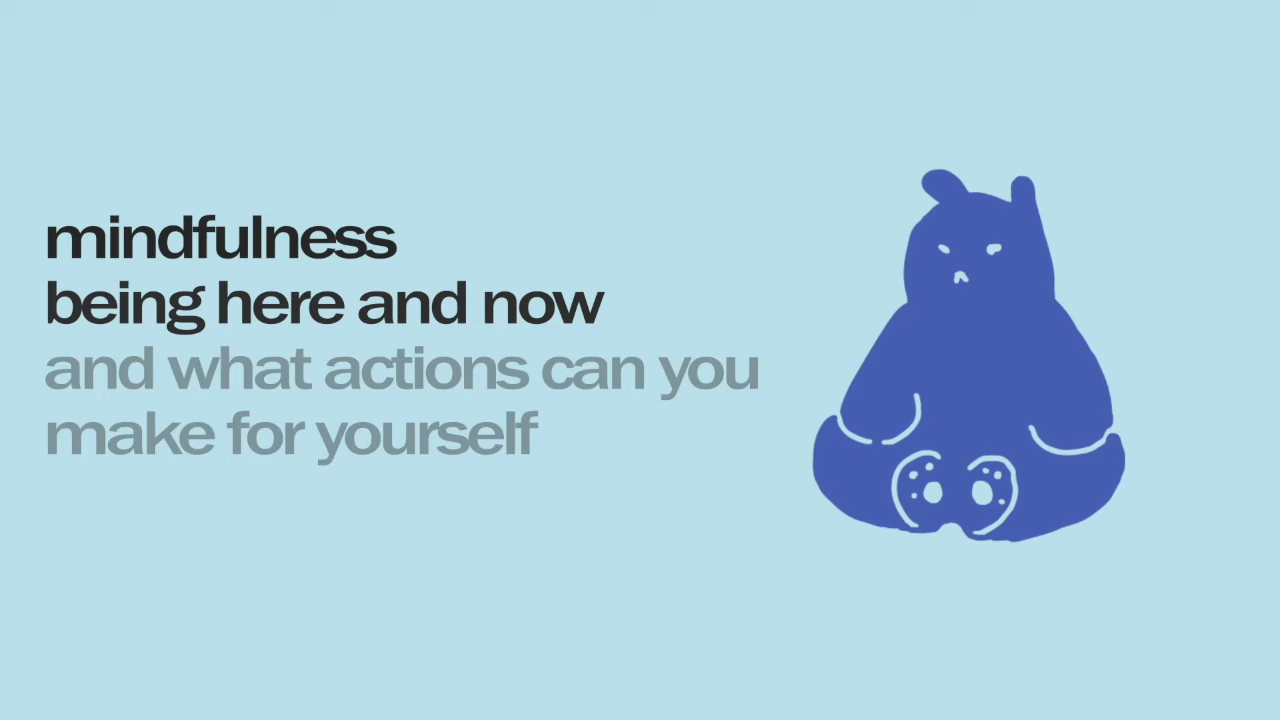 mindfulness
being here and now
and what actions can you
make for yourself